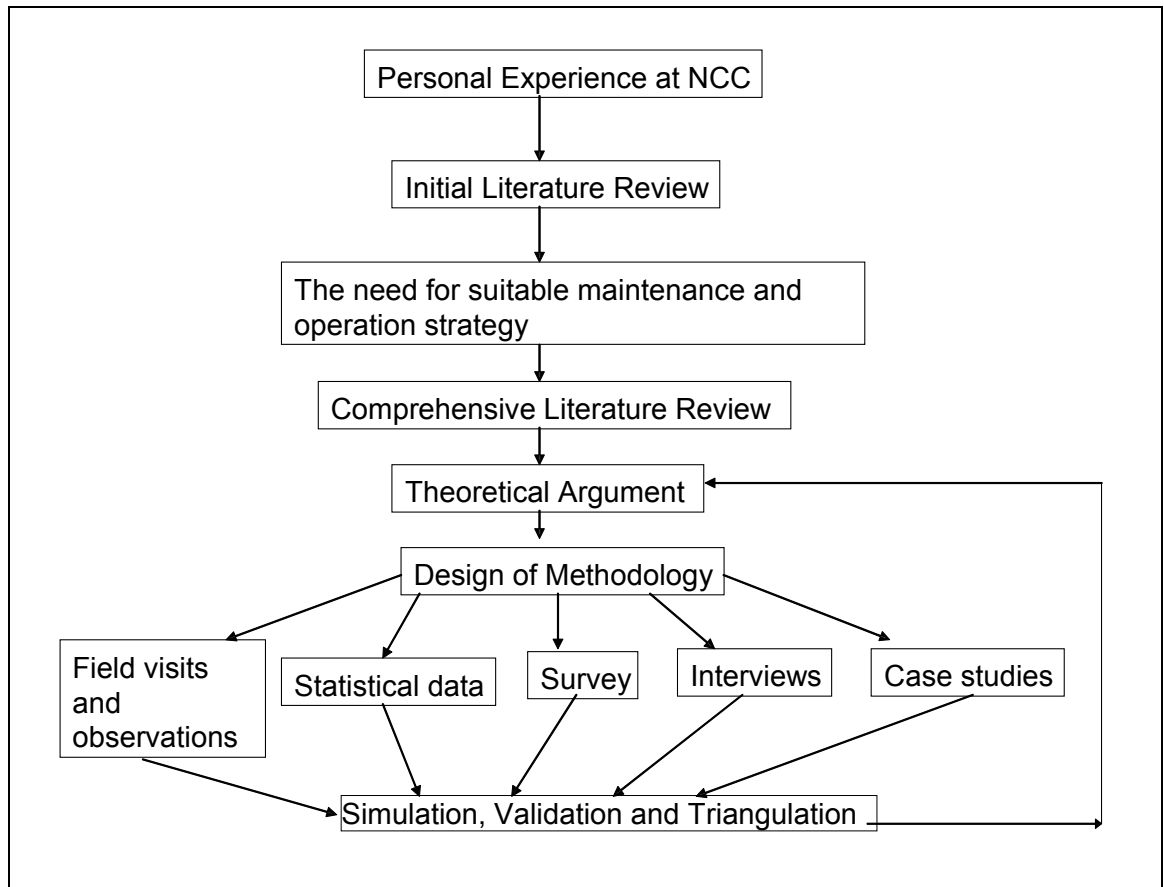 Personal Experience at NCC
Initial Literature Review
The need for suitable maintenance and
operation strategy
Comprehensive Literature Review
Theoretical Argument
Design of Methodology
Field visits
and
observations
Statistical data
Survey
Interviews
Case studies
Simulation, Validation and Triangulation